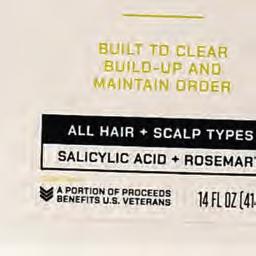 BUILT TO CLEAR
BUILD-UP AND
MAINTAIN ORDER
ALL HAIR + SCALP TYPES
SALICYLIC ACID + ROSEMAR
A PORTION OF PROCEEDS
BENEFITS U.S. VETERANS
14 FL OZ (41